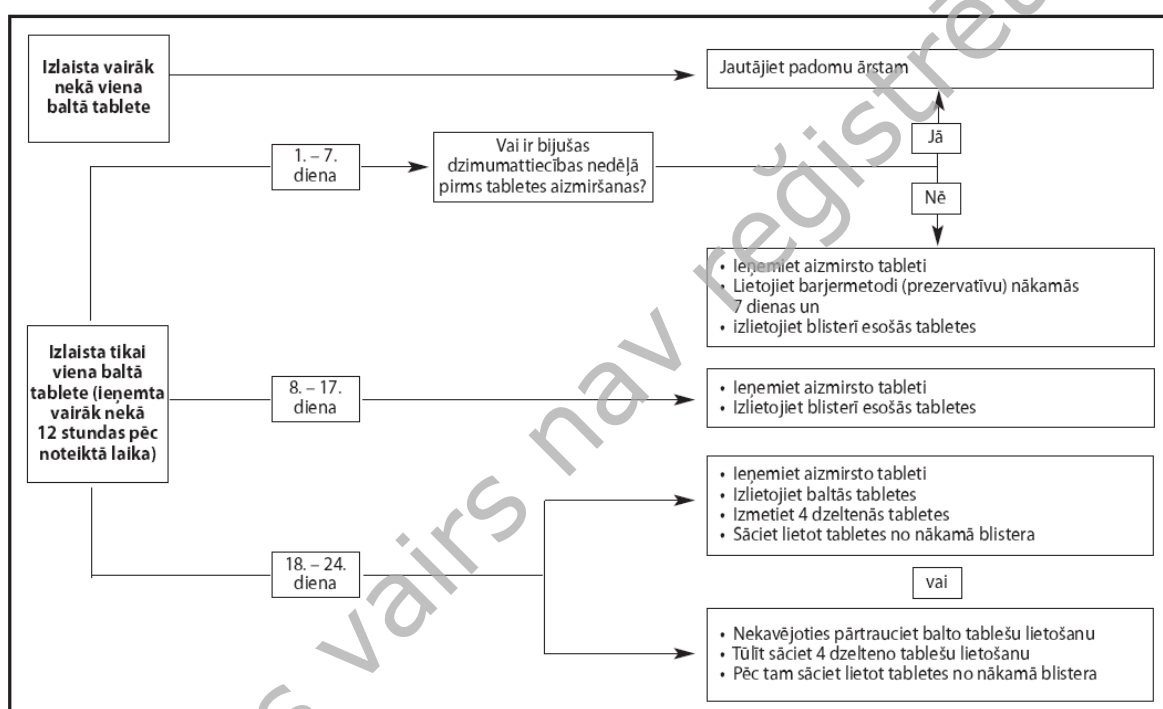 Izlaista vairāk
nekā viena
baltā tablete
Jautājiet padomu ārstam
1. – 7.
diena
Vai ir bijušas
dzimumattiecības nedēļā
pirms tabletes aizmiršanas?
Jā
Nē
• Ieņemiet aizmirsto tableti
• Lietojiet barjermetodi (prezervatīvu) nākamās
7 dienas un
• izlietojiet blisterī esošās tabletes
Izlaista tikai
viena baltā
tablete (ieņemta
vairāk nekā
12 stundas pēc
noteiktā laika)
8. – 17.
diena
• Ieņemiet aizmirsto tableti
• Izlietojiet blisterī esošās tabletes
18. – 24.
diena
• Ieņemiet aizmirsto tableti
• Izlietojiet baltās tabletes
• Izmetiet 4 dzeltenās tabletes
• Sāciet lietot tabletes no nākamā blistera
vai
• Nekavējoties pārtrauciet balto tablešu lietošanu
• Tūlīt sāciet 4 dzelteno tablešu lietošanu
• Pēc tam sāciet lietot tabletes no nākamā blistera
vairs nav reģistrē